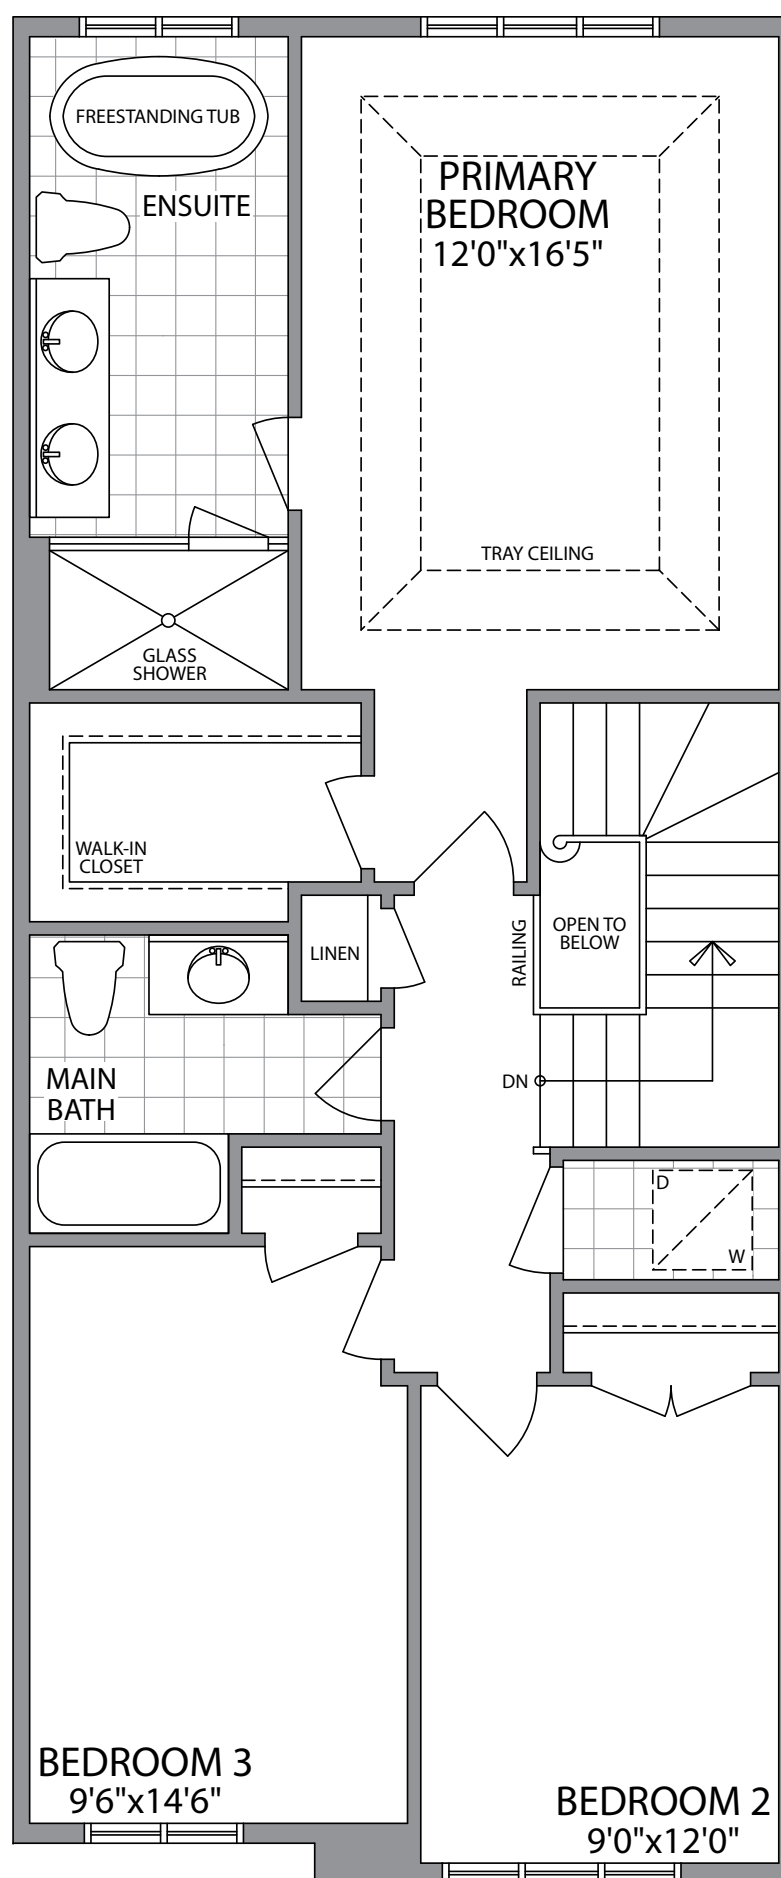 FREESTANDING TUB
ENSUITE
PRIMARY
BEDROOM
12'0"x16'5"
TRAY CEILING
GLASS
SHOWER
WALK-IN
CLOSET
LINEN
RAILING
OPEN TO
BELOW
DN
MAIN
BATH
D
W
BEDROOM 3
9'6"x14'6"
BEDROOM 2
9'0"x12'0"